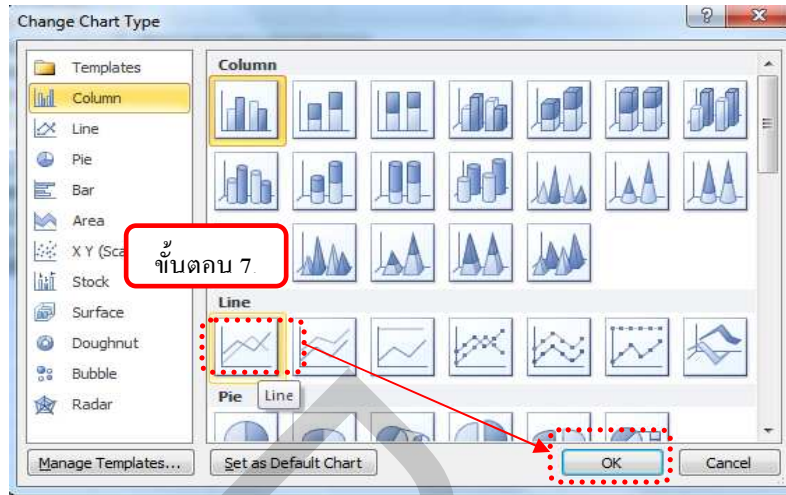 Change Chart Type
Templates
Column
Line
Pie
Bar
Area
X Y (Sca
Stock
Surface
Doughnut
Bubble
Radar
Column
ขั้นตอน 7.
Line
Line
Pie
Manage Templates...
Set as Default Chart
OK
Cancel